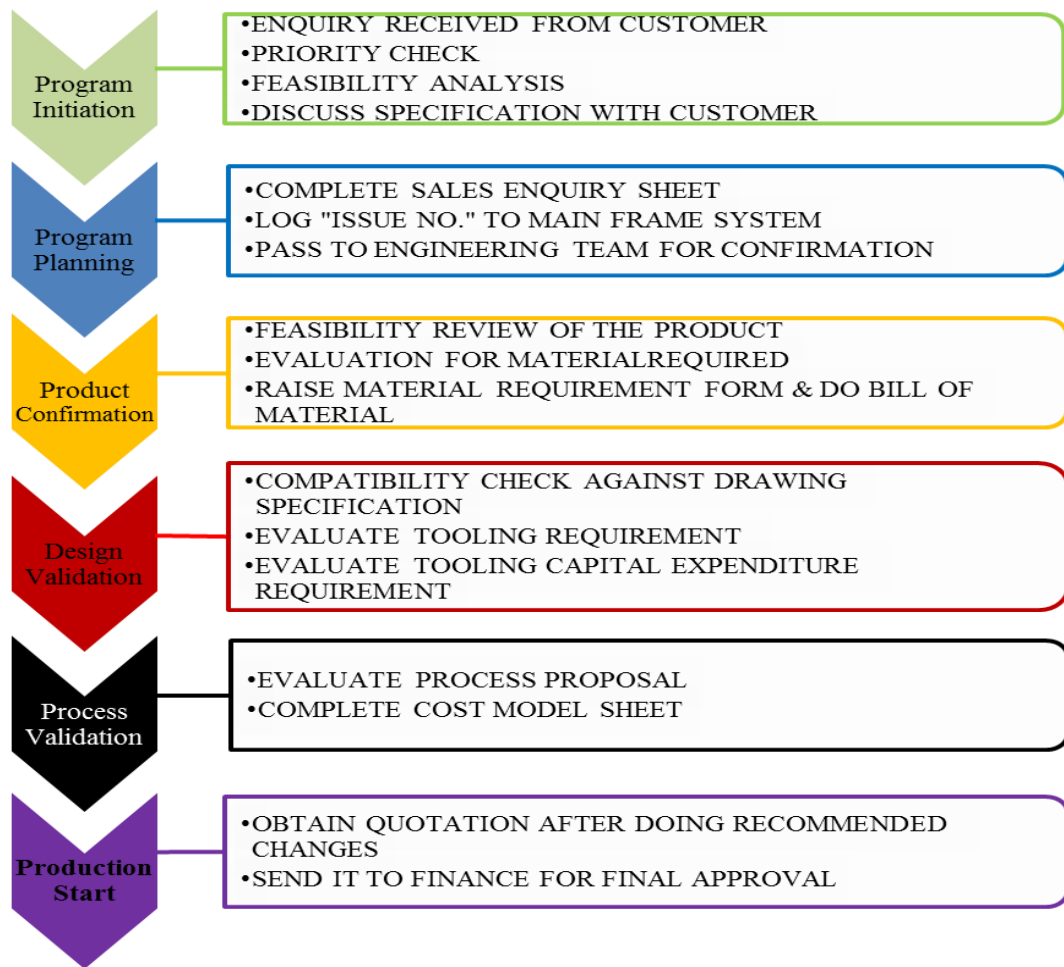 Program
Initiation
•ENQUIRY RECEIVED FROM CUSTOMER
•PRIORITY CHECK
•FEASIBILITY ANALYSIS
•DISCUSS SPECIFICATION WITH CUSTOMER
Program
Planning
•COMPLETE SALES ENQUIRY SHEET
•LOG "ISSUE NO." TO MAIN FRAME SYSTEM
•PASS TO ENGINEERING TEAM FOR CONFIRMATION
Product
Confirmation
•FEASIBILITY REVIEW OF THE PRODUCT
•EVALUATION FOR MATERIALREQUIRED
•RAISE MATERIAL REQUIREMENT FORM & DO BILL OF
MATERIAL
Design
Validation
•COMPATIBILITY CHECK AGAINST DRAWING
SPECIFICATION
•EVALUATE TOOLING REQUIREMENT
•EVALUATE TOOLING CAPITAL EXPENDITURE
REQUIREMENT
Process
Validation
•EVALUATE PROCESS PROPOSAL
•COMPLETE COST MODEL SHEET
Production
Start
•OBTAIN QUOTATION AFTER DOING RECOMMENDED
CHANGES
•SEND IT TO FINANCE FOR FINAL APPROVAL